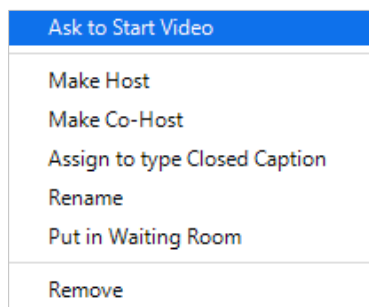 Ask to Start Video
Make Host
Make Co-Host
Assign to type Closed Caption
Rename
Put in Waiting Room
Remove